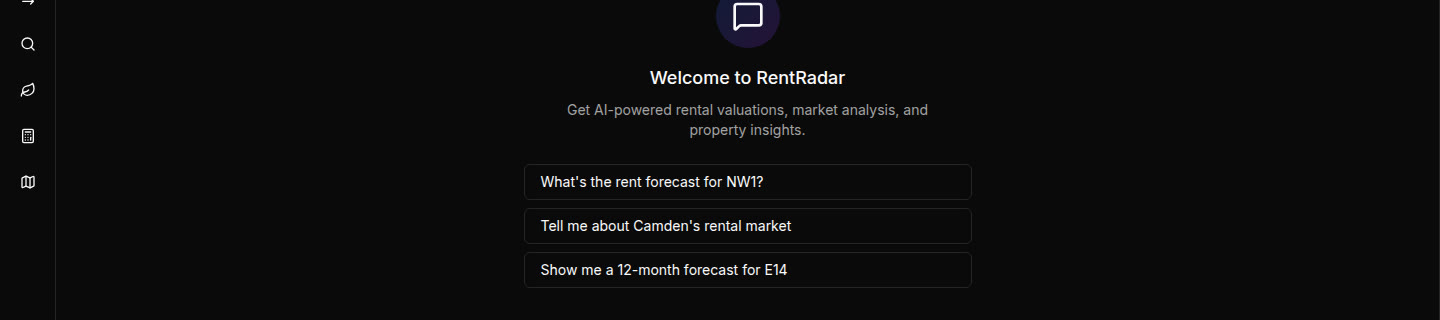 Welcome to RentRadar
Get AI-powered rental valuations, market analysis, and
property insights.
What's the rent forecast for NW1?
Tell me about Camden's rental market
Show me a 12-month forecast for E14